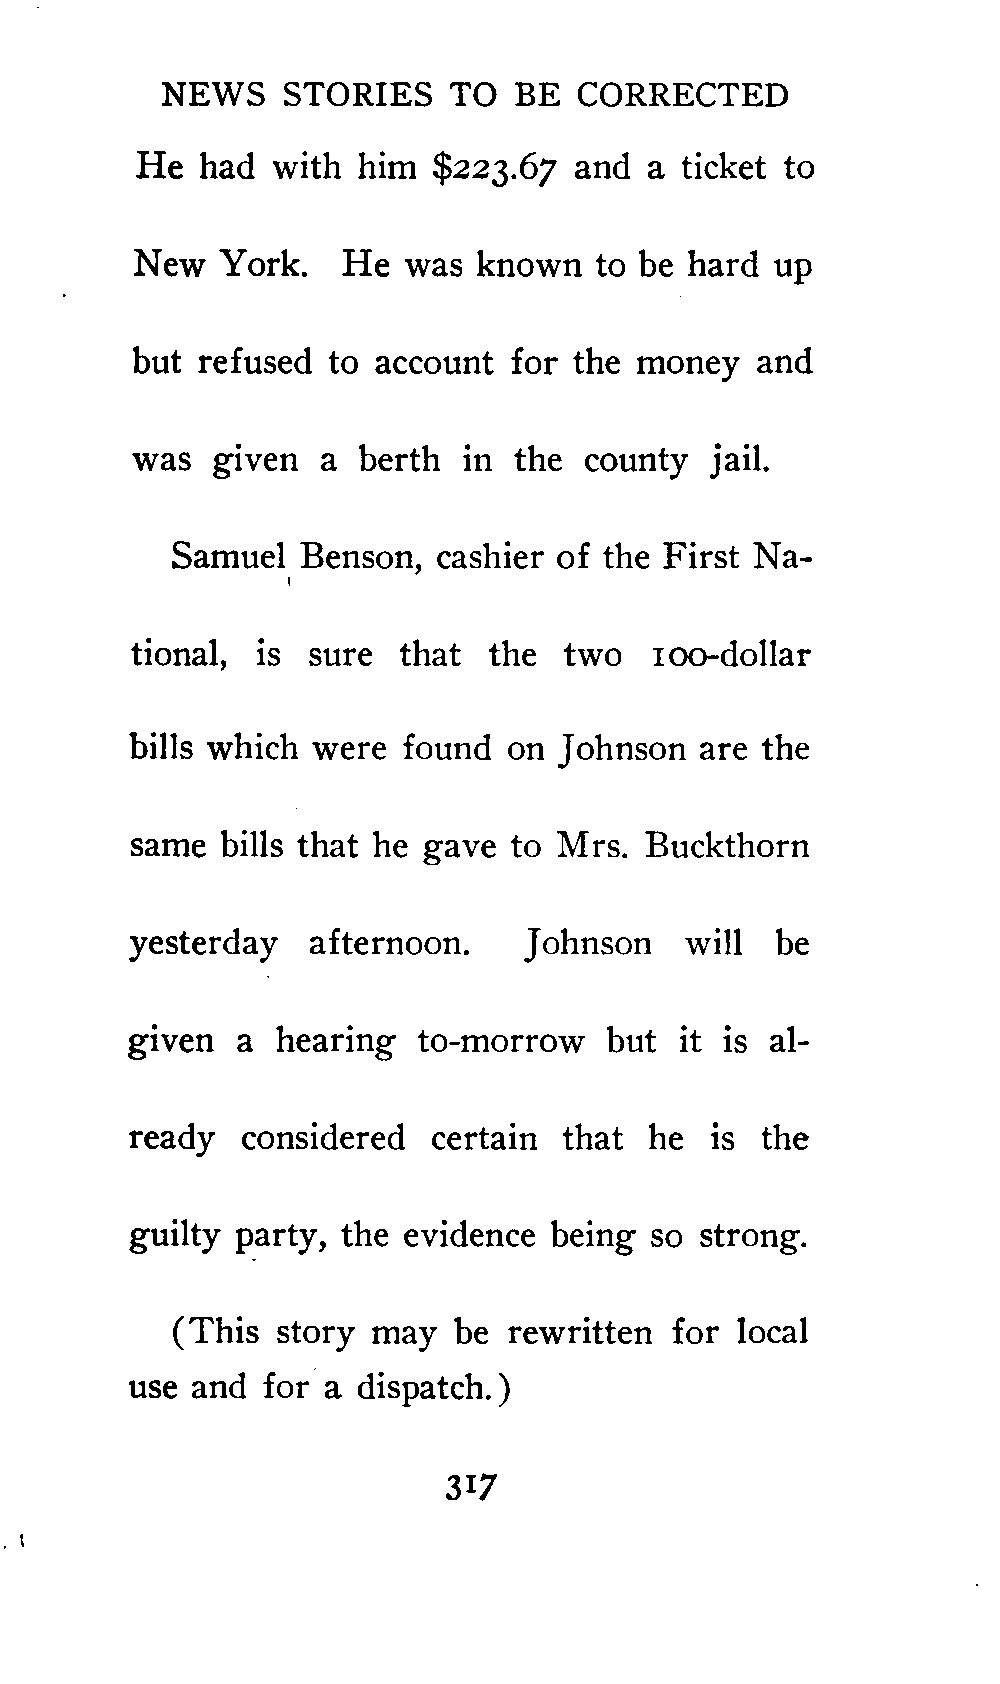 NEWS STORIES TO BE CORRECTED
He had with him $223.67 and a ticket to
New York. He was known to be hard up
but refused to account for the money and
was given a berth in the county jail.
Samuel Benson, cashier of the First Na-
tional, is sure that the two 100-dollar
bills which were found on Johnson are the
same bills that he gave to Mrs. Buckthorn
yesterday afternoon. Johnson will be
given a hearing to-morrow but it is al-
ready considered certain that he is the
guilty party, the evidence being so strong.
(This story may be rewritten for local
use and for a dispatch.)
317